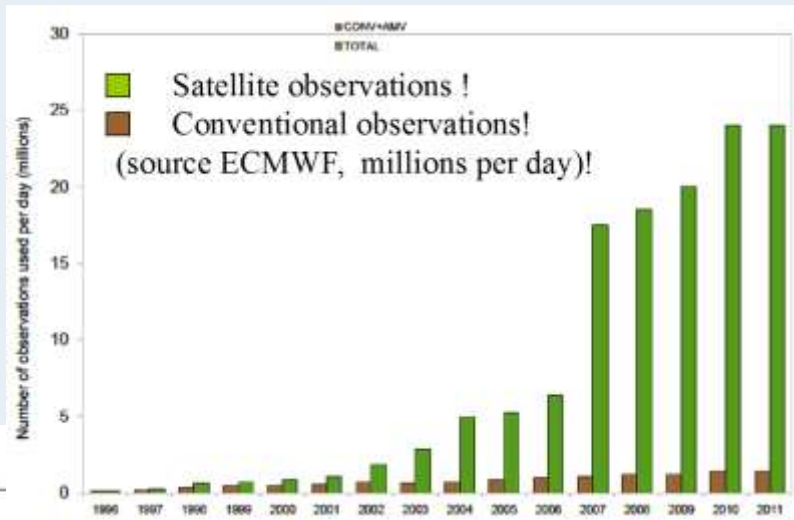 CONV+AMV
TOTAL
Satellite observations !
Conventional observations!
(source ECMWF, millions per day)!
Number of observations used per day (millions)
30
25
20
15
10
5
0
1996 1997 1998 1999 2000 2001 2002 2003 2004 2005 2006 2007 2008 2009 2010 2011